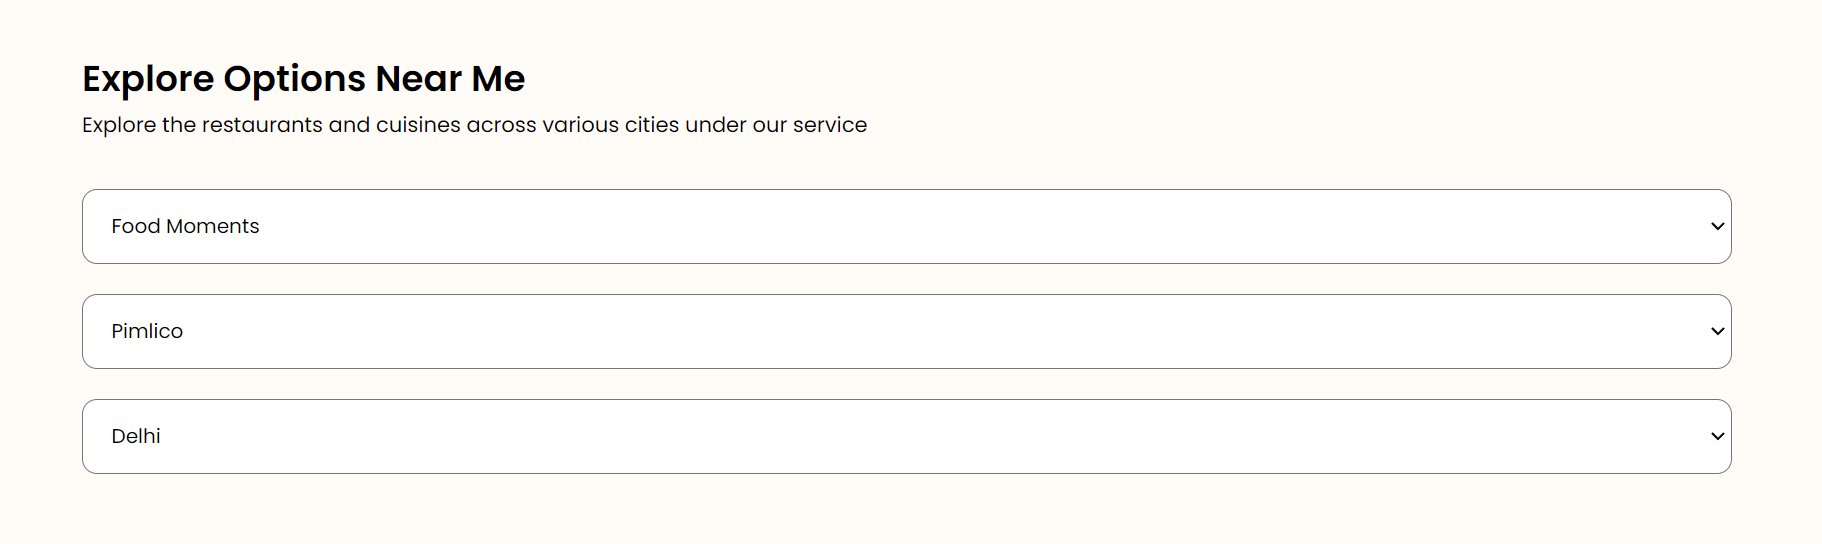 Explore Options Near Me
Explore the restaurants and cuisines across various cities under our service
Food Moments
Pimlico
Delhi